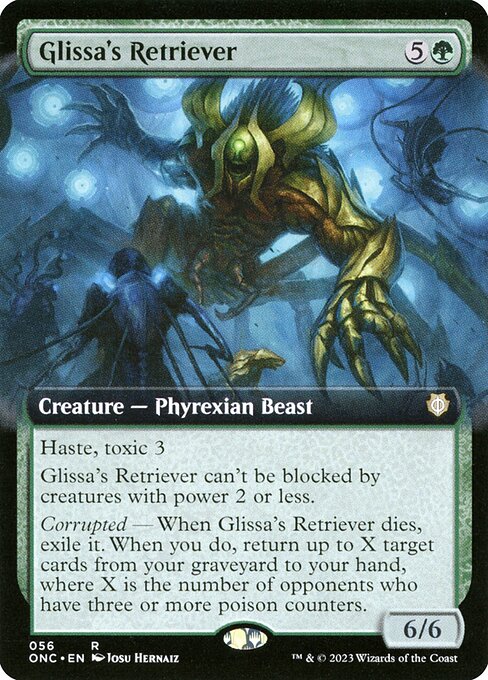 Glissa's Retriever 5
Creature — Phyrexian Beast
Haste, toxic 3
Glissa's Retriever can't be blocked by
creatures with power 2 or less.
Corrupted — When Glissa's Retriever dies,
exile it. When you do, return up to X target
cards from your graveyard to your hand,
where X is the number of opponents who
have three or more poison counters.
6/6
056 R
ONC • EN Josu Hernaiz
™ & © 2023 Wizards of the Coast